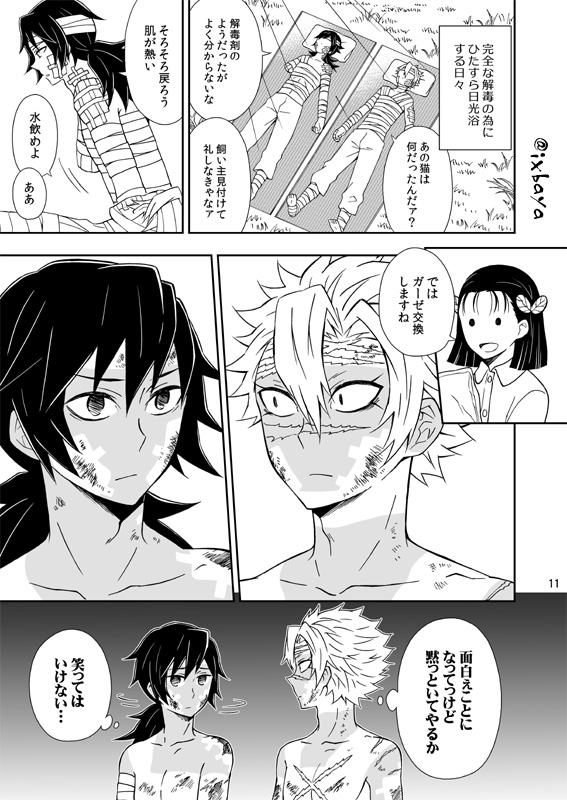 完全な解毒の為に
ひたすら日光浴
する日々
あの猫は
何だったんだァ？
解毒剤の
ようだったが
よく分からないな
飼い主見付けて
礼しなきゃなァ
そろそろ戻ろう
肌が熱い
水飲めよ
ああ
@ixbaya
では
ガーゼ交換
しますね
面白えことに
なってっけど
黙っといてやるか
笑っては
いけない…
11